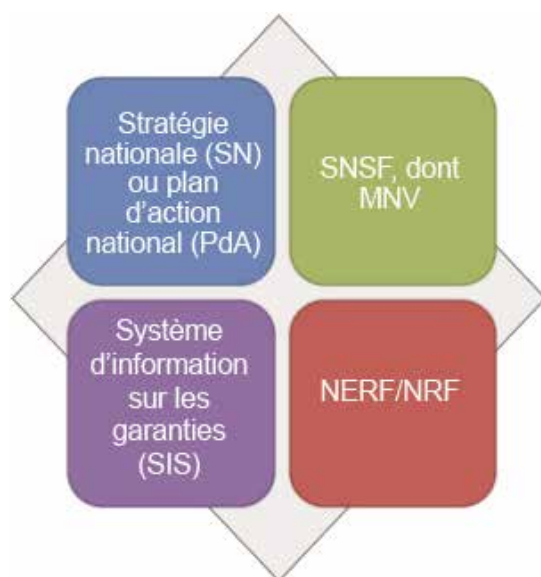 Stratégie
nationale (SN)
ou plan
d'action
national (PdA)
SNSF, dont
MNV
Système
d'information
sur les
garanties
(SIS)
NERF/NRF